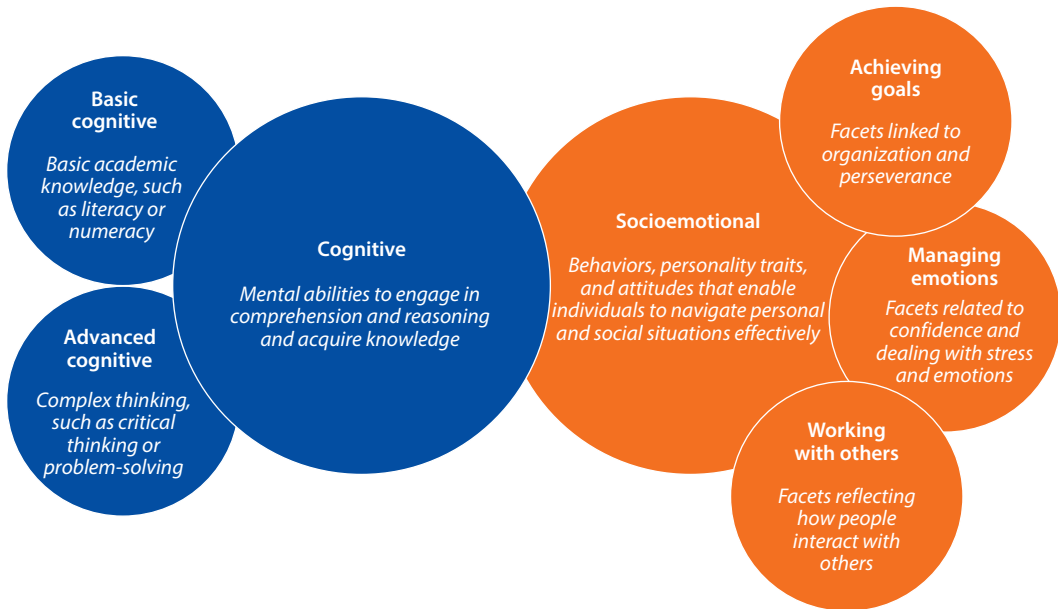 Basic
cognitive
Basic academic
knowledge, such
as literacy or
numeracy
Advanced
cognitive
Complex thinking,
such as critical
thinking or
problem-solving
Cognitive
Mental abilities to engage in
comprehension and reasoning
and acquire knowledge
Socioemotional
Behaviors, personality traits,
and attitudes that enable
individuals to navigate personal
and social situations effectively
Achieving
goals
Facets linked to
organization and
perseverance
Managing
emotions
Facets related to
confidence and
dealing with stress
and emotions
Working
with others
Facets reflecting
how people
interact with
others